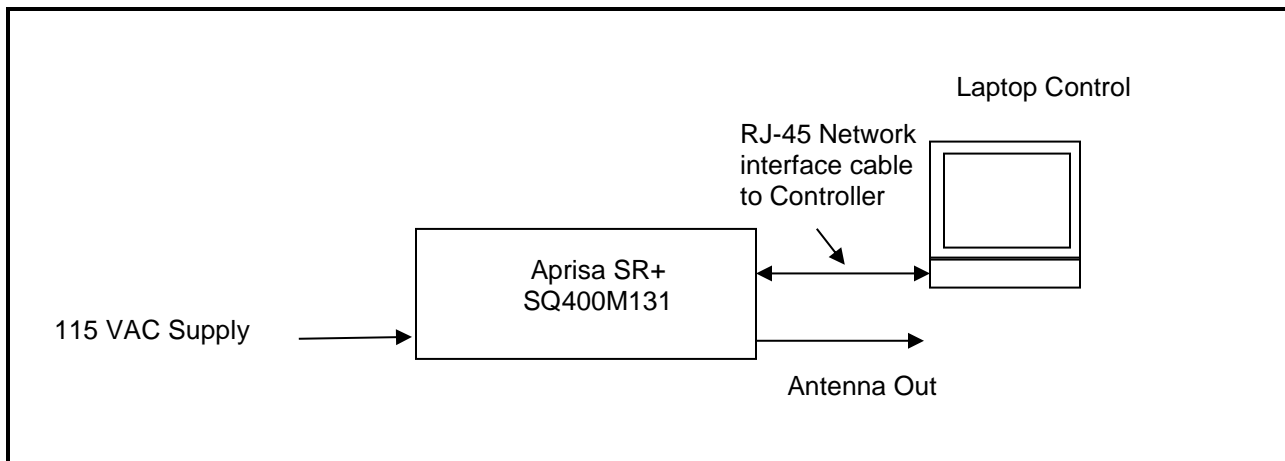 Laptop Control
RJ-45 Network
interface cable
to Controller
Aprisa SR+
SQ400M131
115 VAC Supply
Antenna Out